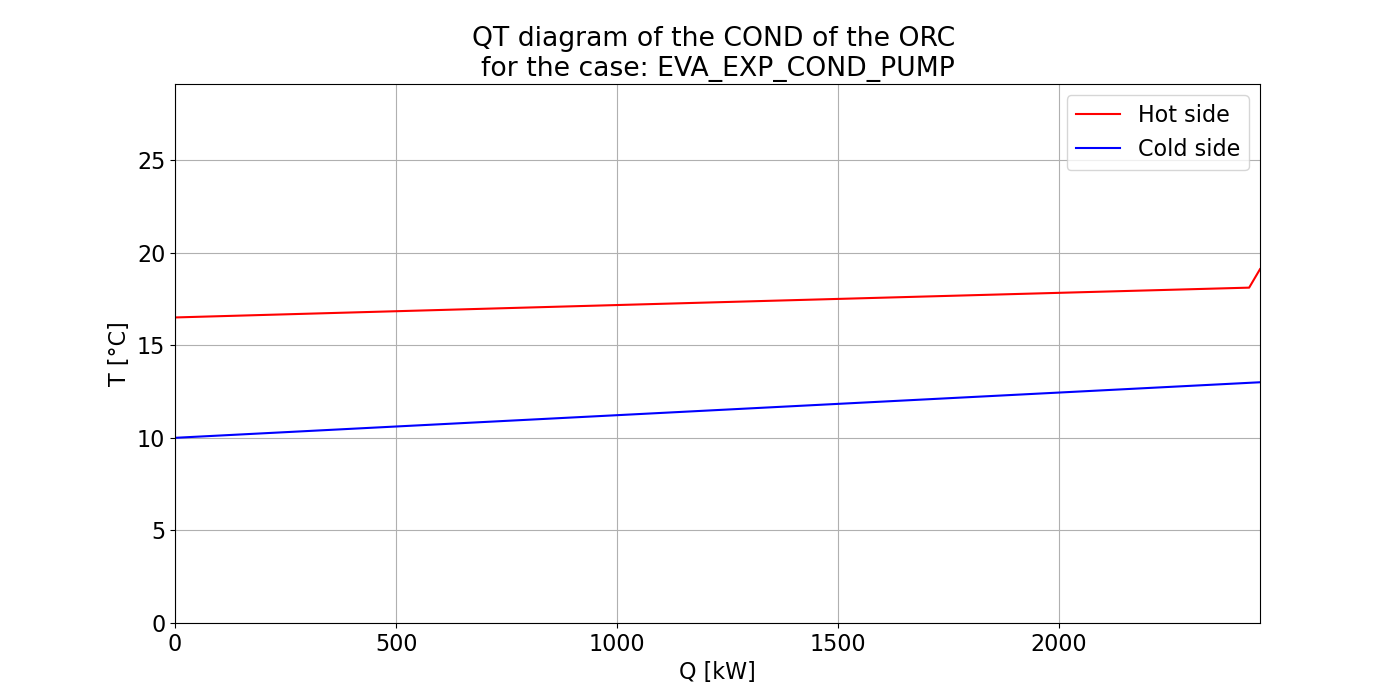 QT diagram of the COND of the ORC
for the case: EVA_EXP_COND_PUMP
Hot side
Cold side
25
20
15
10
5
0
T [°C]
0 500 1000 1500 2000
Q [kW]